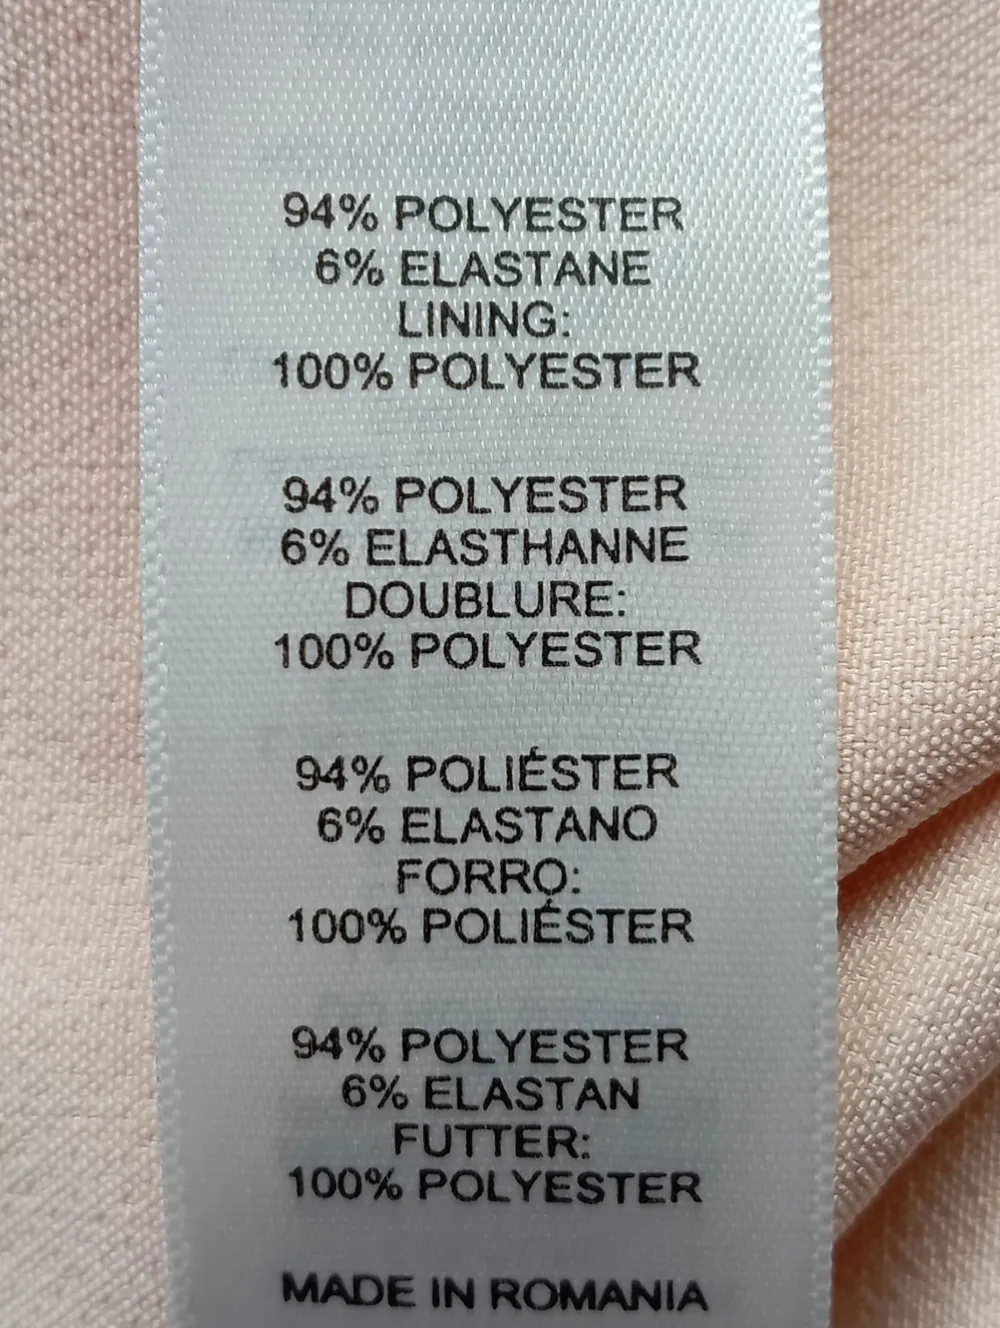 94% POLYESTER
6% ELASTANE
LINING:
100% POLYESTER
94% POLYESTER
6% ELASTHANNE
DOUBLURE:
100% POLYESTER
94% POLIÉSTER
6% ELASTANO
FORRO:
100% POLIÉSTER
94% POLYESTER
6% ELASTAN
FUTTER:
100% POLYESTER
MADE IN ROMANIA